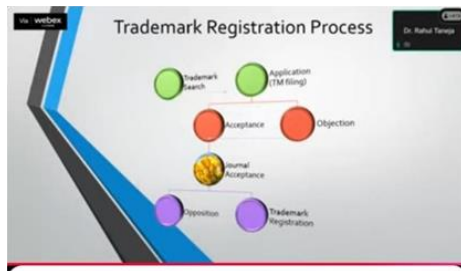 Via webex
Dr. Rahul Taneja
Trademark Registration Process
Trademark
Search
Application
(TM filing)
Acceptance
Objection
Journal
Acceptance
Opposition
Trademark
Registration